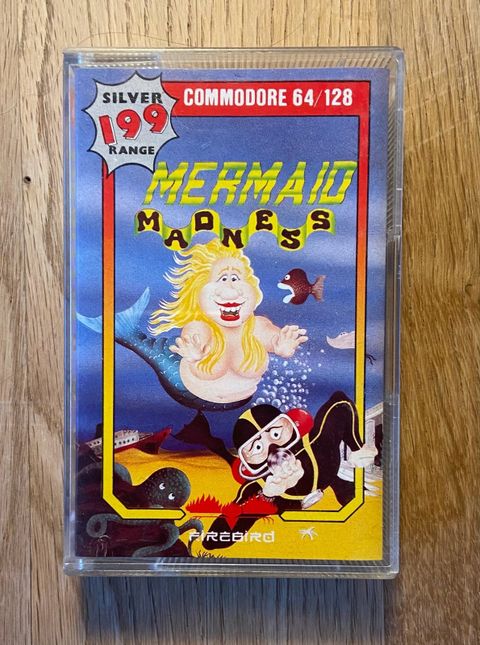 SILVER
199
RANGE
COMMODORE 64/128
MERMAID
MADNESS
FIREBIRD